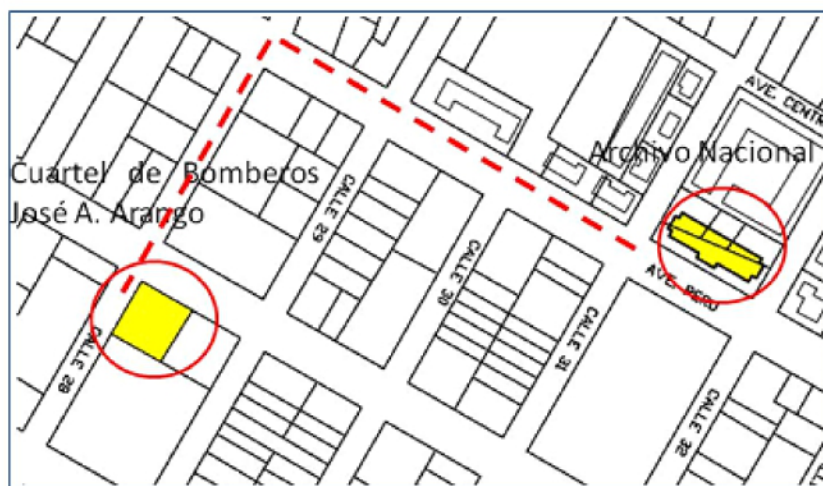 AVE. CENTR
Archivo Nacional
Cuartel de Bomberos
José A. Arango
CALLE 29
CALLE 30
AVE. PERU
CALLE 31
CALLE 28
CALLE 32